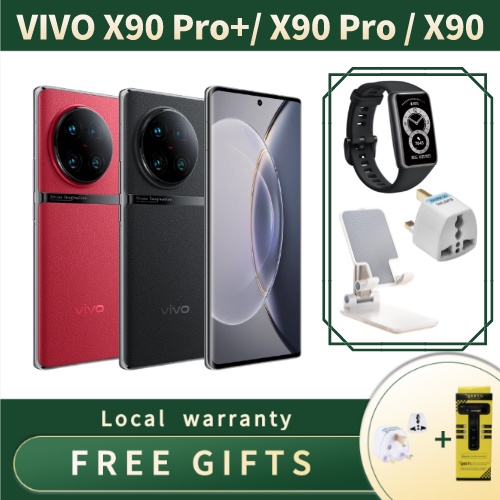 VIVO X90 Pro+/ X90 Pro / X90
vivo
vivo
Local warranty
FREE GIFTS
+